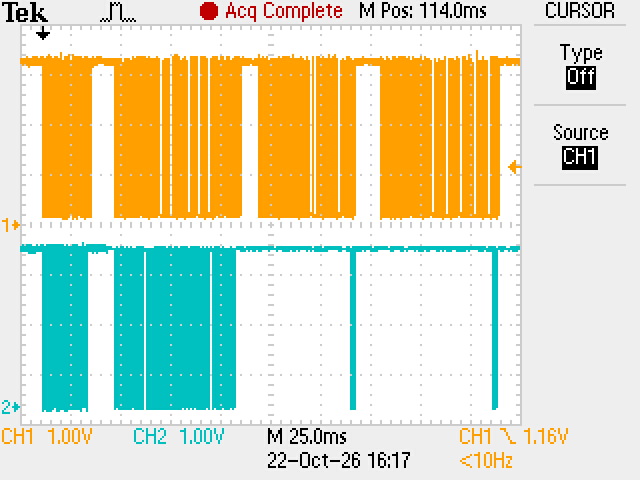 Tek Acq Complete M Pos: 114.0ms CURSOR
Type
Off
Source
CH1
1
2
CH1 1.00V CH2 1.00V M 25.0ms CH1 1.16V
22-Oct-26 16:17 <10Hz